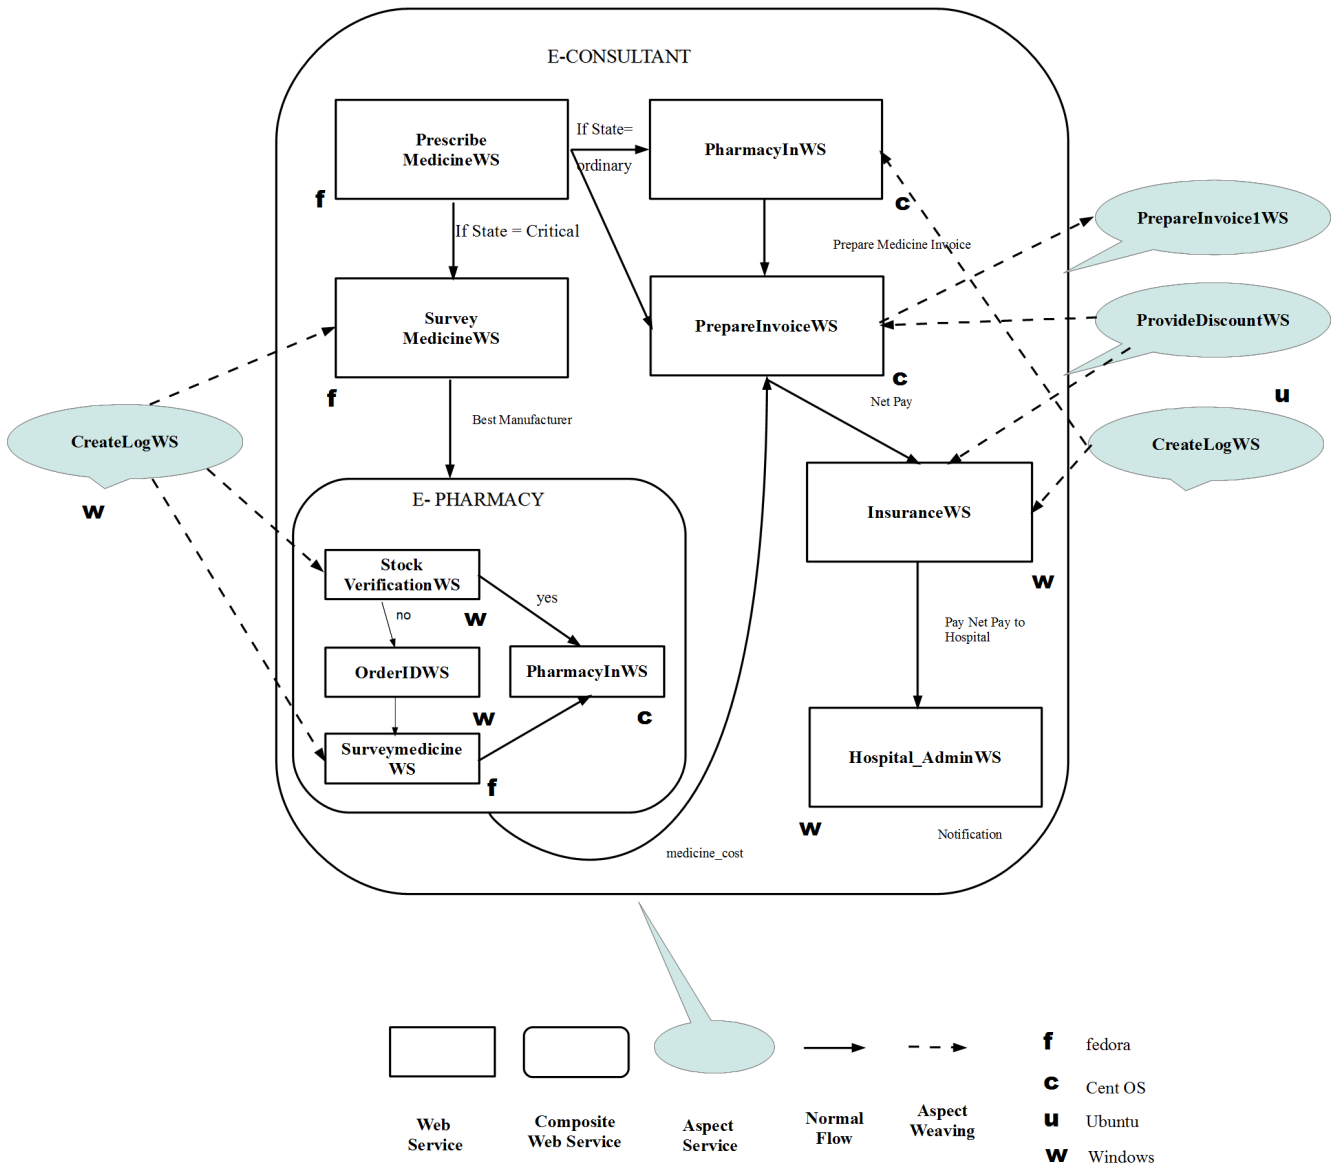 E-CONSULTANT
Prescribe
MedicineWS
If State=
ordinary
PharmacyInWS
f
c
If State = Critical
Prepare Medicine Invoice
PrepareInvoice1WS
Survey
MedicineWS
PrepareInvoiceWS
ProvideDiscountWS
f
c
u
Net Pay
Best Manufacturer
CreateLogWS
w
CreateLogWS
E- PHARMACY
InsuranceWS
w
Stock
VerificationWS
w
yes
no
OrderIDWS
w
PharmacyInWS
c
Surveymedicine
WS
f
Pay Net Pay to
Hospital
Hospital_AdminWS
w
Notification
medicine_cost
Web
Service
Composite
Web Service
Aspect
Service
Normal
Flow
Aspect
Weaving
f fedora
c Cent OS
u Ubuntu
w Windows